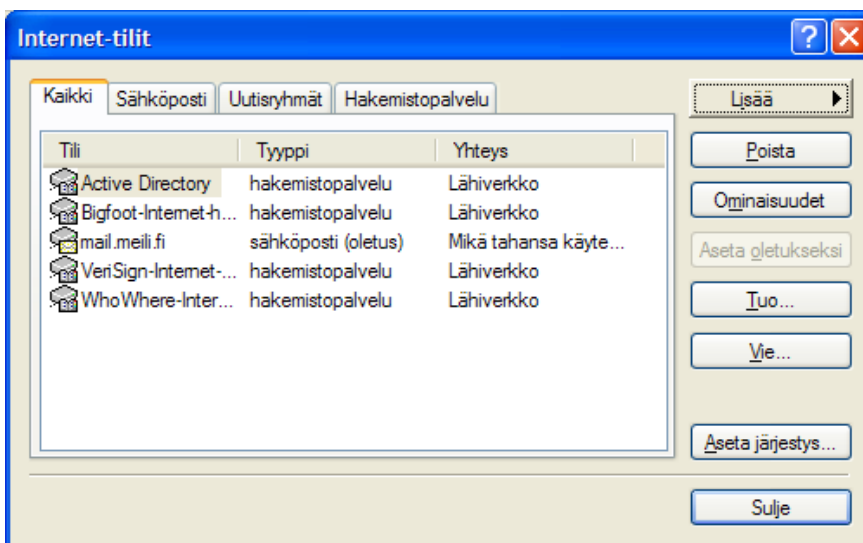 Internet-tilit
Kaikki Sähköposti Uutisryhmät Hakemistopalvelu
Tili Tyyppi Yhteys
Active Directory hakemistopalvelu Lähiverkko
Bigfoot-Internet-h... hakemistopalvelu Lähiverkko
mail.meili.fi sähköposti (oletus) Mikä tahansa käyte...
VeriSign-Internet-... hakemistopalvelu Lähiverkko
WhoWhere-Inter... hakemistopalvelu Lähiverkko
Lisää
Poista
Ominaisuudet
Aseta oletukseksi
Tuo...
Vie...
Aseta järjestys...
Sulje